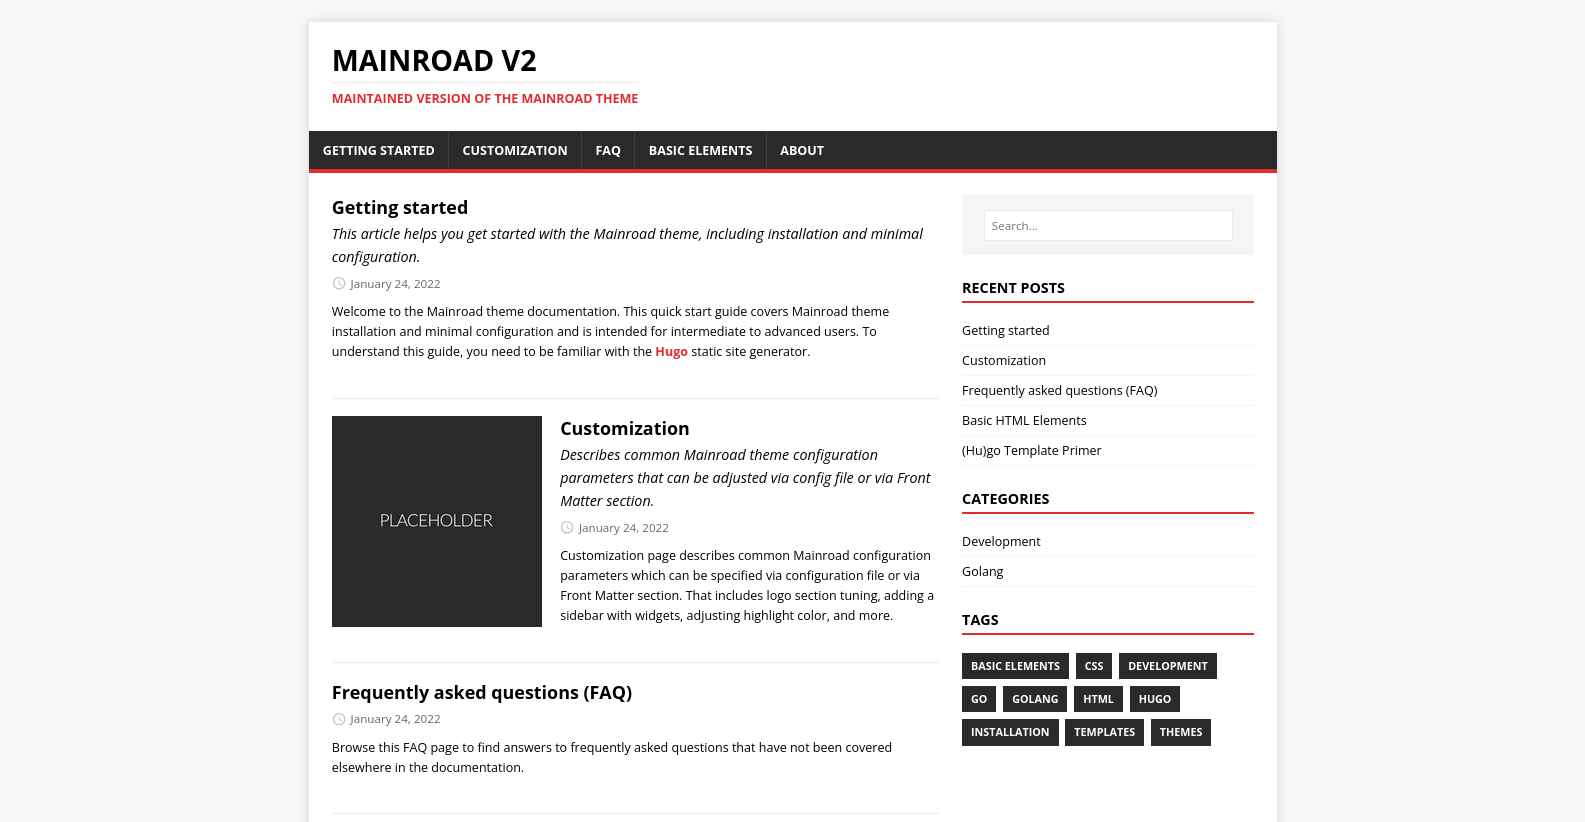 MAINROAD V2
MAINTAINED VERSION OF THE MAINROAD THEME
GETTING STARTED
CUSTOMIZATION
FAQ
BASIC ELEMENTS
ABOUT
Getting started
This article helps you get started with the Mainroad theme, including installation and minimal
configuration.
January 24, 2022
Welcome to the Mainroad theme documentation. This quick start guide covers Mainroad theme
installation and minimal configuration and is intended for intermediate to advanced users. To
understand this guide, you need to be familiar with the Hugo static site generator.
PLACEHOLDER
Customization
Describes common Mainroad theme configuration
parameters that can be adjusted via config file or via Front
Matter section.
January 24, 2022
Customization page describes common Mainroad configuration
parameters which can be specified via configuration file or via
Front Matter section. That includes logo section tuning, adding a
sidebar with widgets, adjusting highlight color, and more.
Frequently asked questions (FAQ)
January 24, 2022
Browse this FAQ page to find answers to frequently asked questions that have not been covered
elsewhere in the documentation.
Search...
RECENT POSTS
Getting started
Customization
Frequently asked questions (FAQ)
Basic HTML Elements
(Hu)go Template Primer
CATEGORIES
Development
Golang
TAGS
BASIC ELEMENTS CSS DEVELOPMENT
GO GOLANG HTML HUGO
INSTALLATION TEMPLATES THEMES